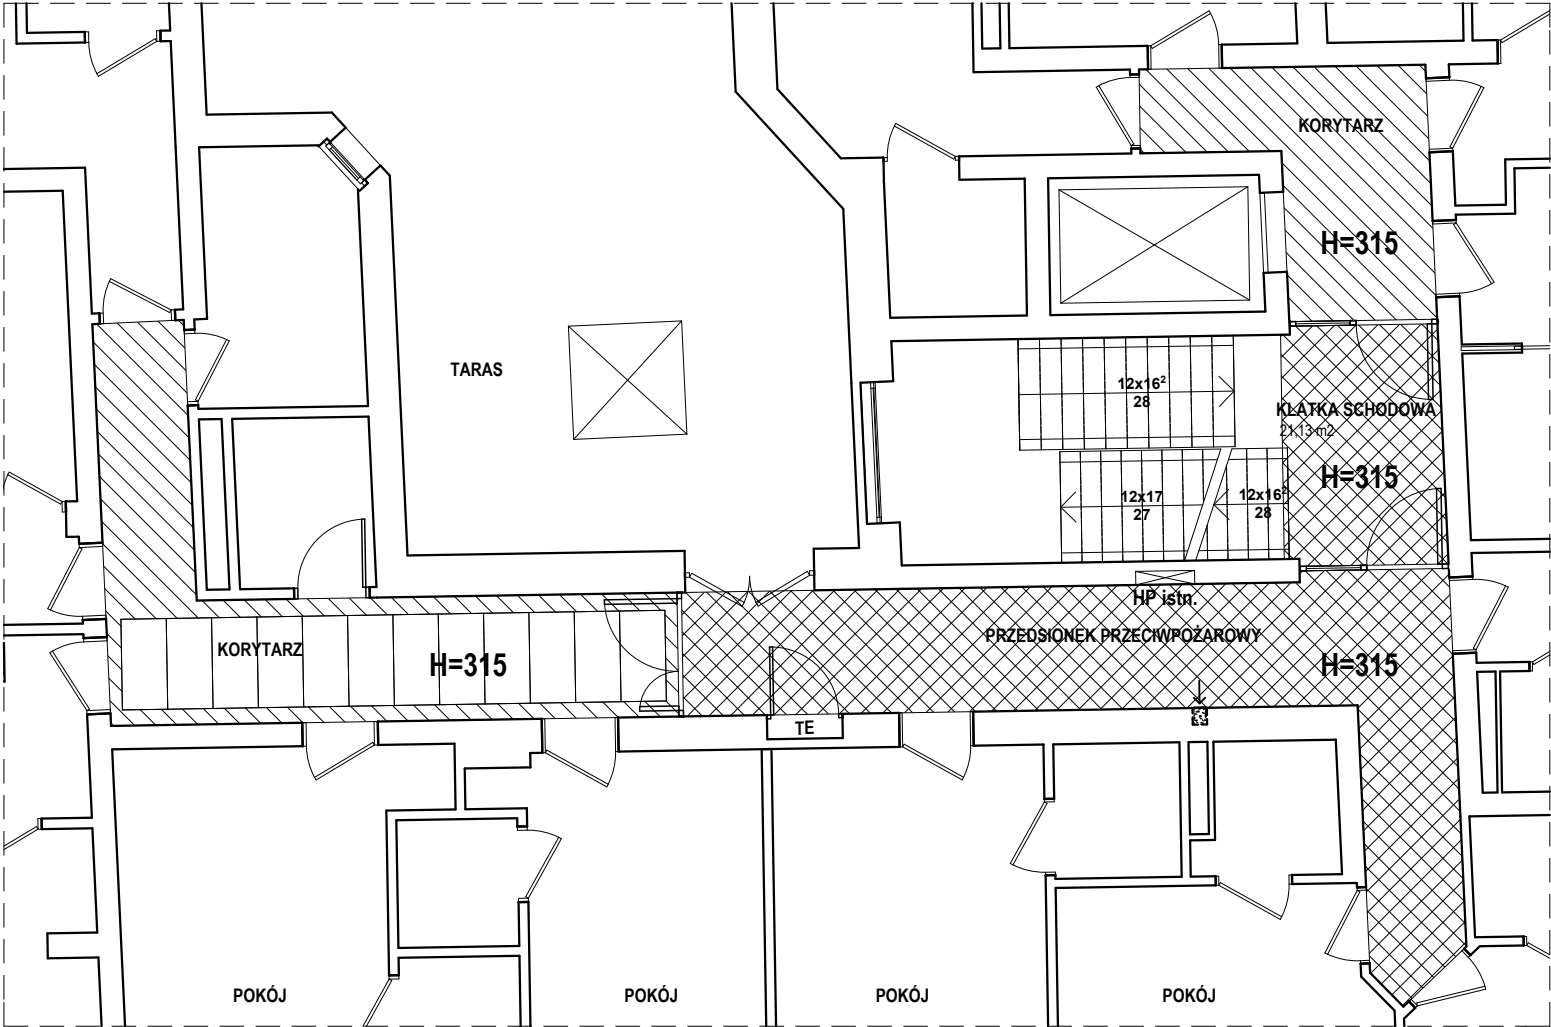 KORYTARZ
H=315
TARAS
12x16²
28
KLATKA SCHODOWA
21,13 m2
H=315
12x17
27
12x16²
28
HP istn.
PRZEDSIONEK PRZECIWPOŻAROWY
KORYTARZ
H=315
H=315
TE
POKÓJ
POKÓJ
POKÓJ
POKÓJ